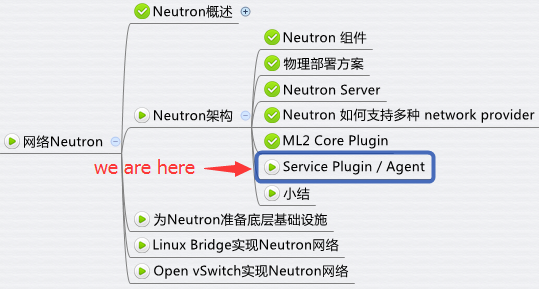 Neutron概述
Neutron 组件
物理部署方案
Neutron Server
Neutron架构
Neutron 如何支持多种 network provider
网络Neutron
ML2 Core Plugin
we are here
Service Plugin / Agent
小结
为Neutron准备底层基础设施
Linux Bridge实现Neutron网络
Open vSwitch实现Neutron网络